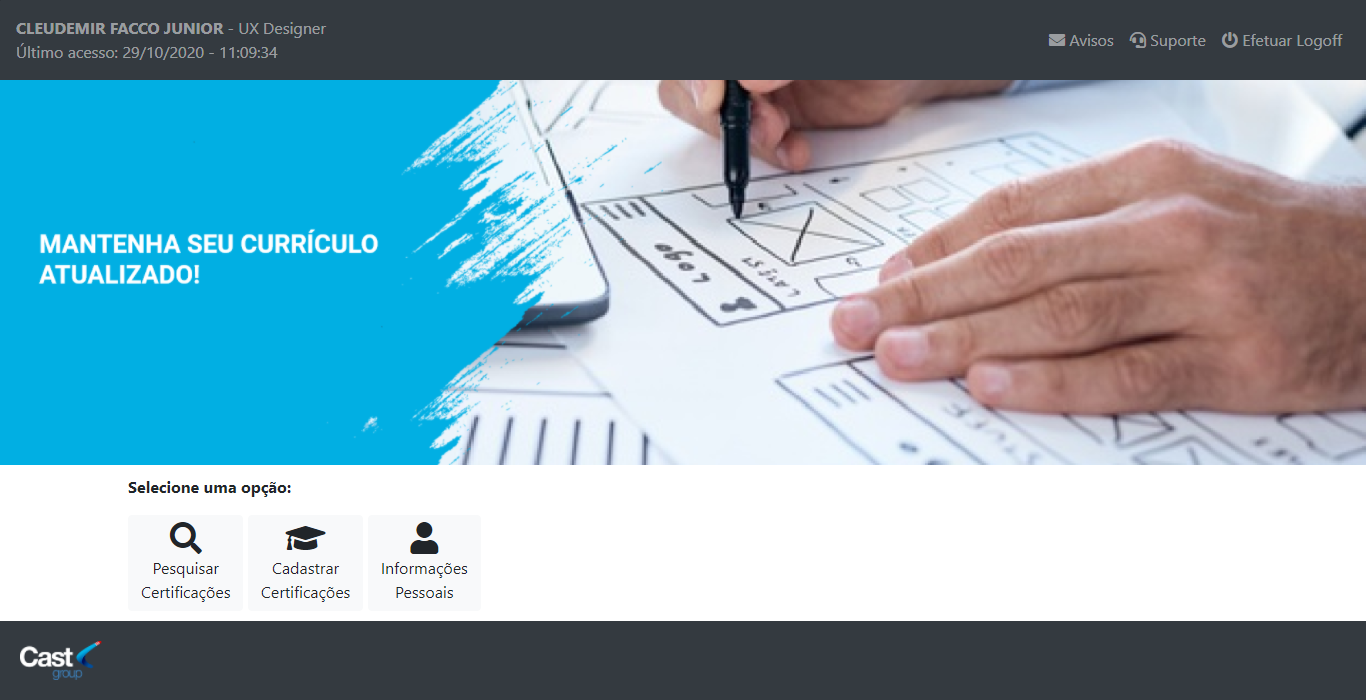 CLEUDEMIR FACCO JUNIOR - UX Designer
Último acesso: 29/10/2020 - 11:09:34
Avisos
Suporte
Efetuar Logoff
MANTENHA SEU CURRÍCULO
ATUALIZADO!
Logo
Selecione uma opção:
Pesquisar
Certificações
Cadastrar
Certificações
Informações
Pessoais
Cast
group